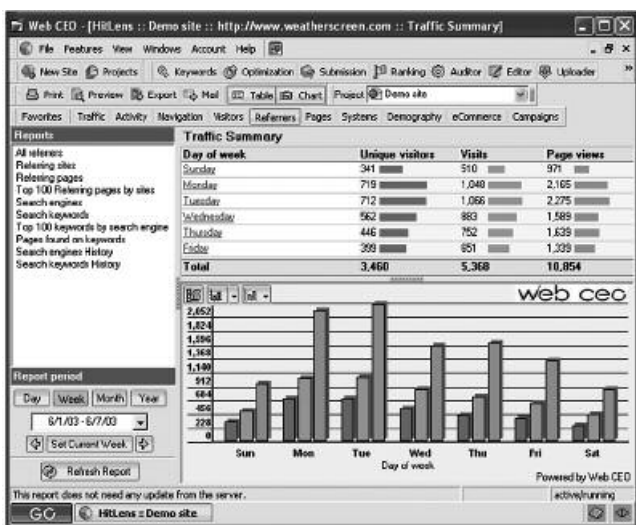 Web CEO - [HitLens :: Demo site :: http://www.weatherscreen.com :: Traffic Summary]
File Features View Windows Account Help
New Site Projects Keywords Optimization Submission Ranking Auditor Editor Uploader
Print Preview Export Mail Table Chart Project Demo site
Favorites Traffic Activity Navigation Visitors Referrers Pages Systems Demography eCommerce Campaigns
Reports
All referrers
Referring sites
Referring pages
Top 100 Referring pages by sites
Search engines
Search keywords
Top 100 keywords by search engine
Pages found on keywords
Search engines History
Search keywords History
Report period
Day Week Month Year
6/1/03 - 6/7/03
Set Current Week
Refresh Report
Traffic Summary
Day of week Unique visitors Visits Page views
Sunday 341 510 971
Monday 719 1,048 2,165
Tuesday 712 1,066 2,275
Wednesday 562 883 1,589
Thursday 446 752 1,639
Friday 399 651 1,339
Total 3,460 5,368 10,854
web ceo
2,052
1,824
1,596
1,368
1,140
912
684
456
228
0
Sun Mon Tue Wed Thu Fri Sat
Day of week
Powered by Web CEO
This report does not need any update from the server. active/running
GO HitLens :: Demo site